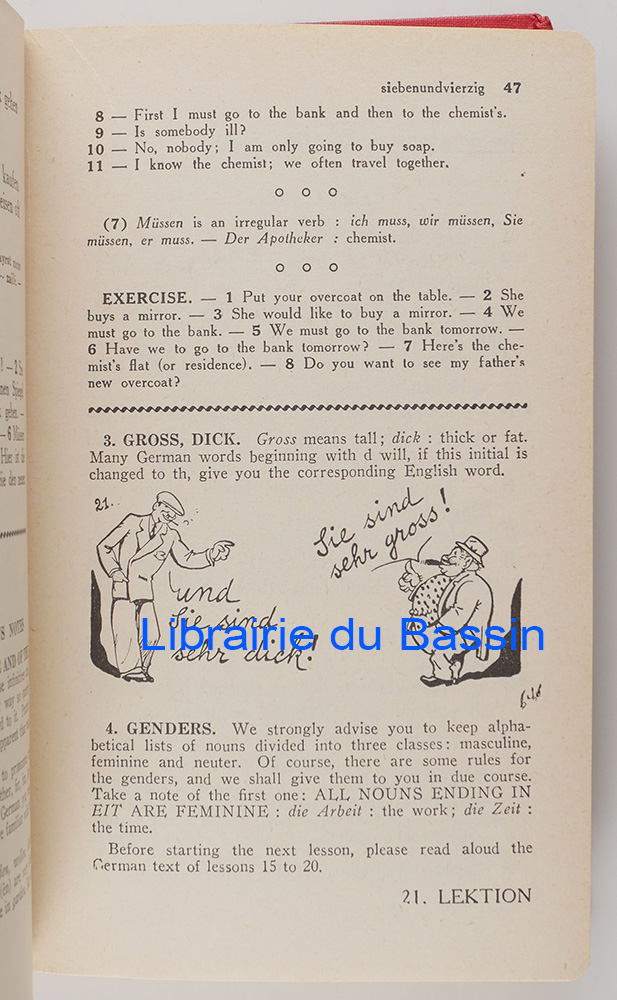 siebenundvierzig 47
8 — First I must go to the bank and then to the chemist's.
9 — Is somebody ill?
10 — No, nobody; I am only going to buy soap.
11 — I know the chemist; we often travel together.
o o o
(7) Müssen is an irregular verb : ich muss, wir müssen, Sie
müssen, er muss. — Der Apotheker : chemist.
o o o
EXERCISE. — 1 Put your overcoat on the table. — 2 She
buys a mirror. — 3 She would like to buy a mirror. — 4 We
must go to the bank. — 5 We must go to the bank tomorrow. —
6 Have we to go to the bank tomorrow? — 7 Here's the che-
mist's flat (or residence). — 8 Do you want to see my father's
new overcoat?
3. GROSS, DICK. Gross means tall; dick : thick or fat.
Many German words beginning with d will, if this initial is
changed to th, give you the corresponding English word.
21.
Sie sind
sehr gross!
und
Sie sind
sehr dick!
Librairie du Bassin
4. GENDERS. We strongly advise you to keep alpha-
betical lists of nouns divided into three classes: masculine,
feminine and neuter. Of course, there are some rules for
the genders, and we shall give them to you in due course.
Take a note of the first one: ALL NOUNS ENDING IN
EIT ARE FEMININE : die Arbeit : the work; die Zeit :
the time.
Before starting the next lesson, please read aloud the
German text of lessons 15 to 20.
21. LEKTION